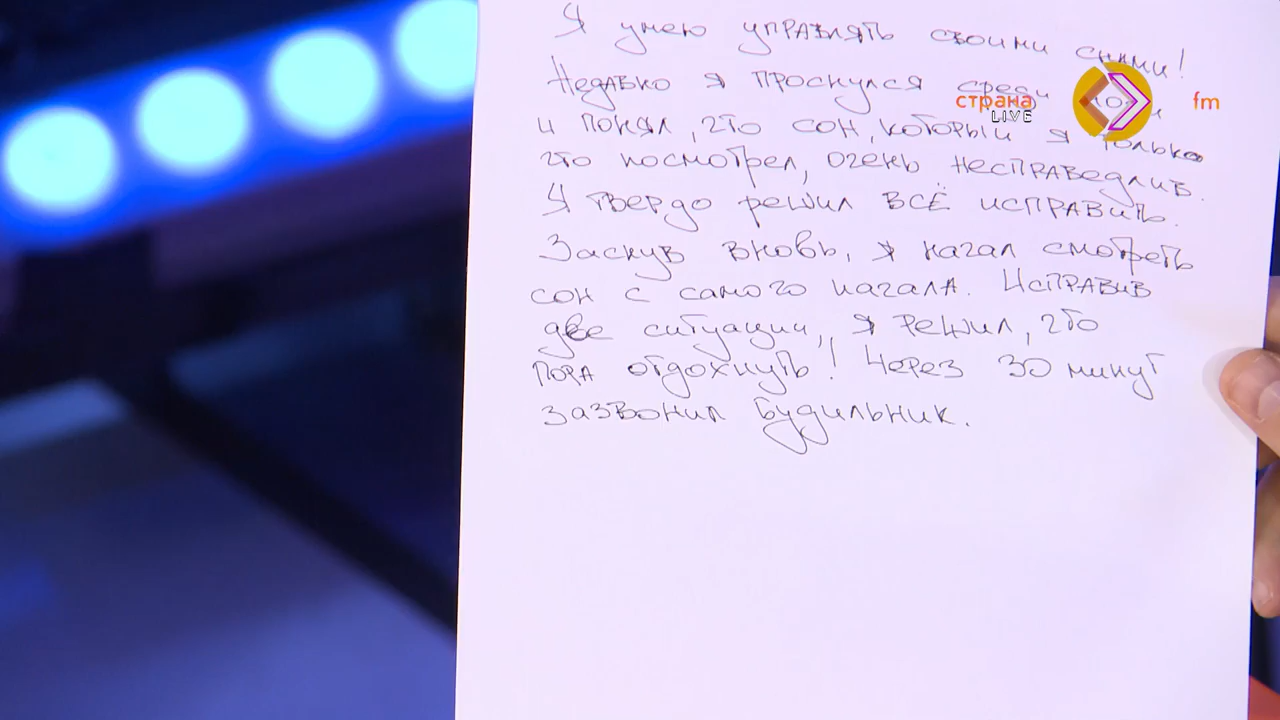 Я умею управлять своими снами!
Недавно я проснулся среди
и понял, что сон, который я только
что посмотрел, очень несправедлив.
Я твердо решил всё исправить.
Заснув вновь, я начал смотреть
сон с самого начала. Исправив
две ситуации, я решил, что
пора отдохнуть! Через 30 минут
зазвонил будильник.
страна fm
LIVE